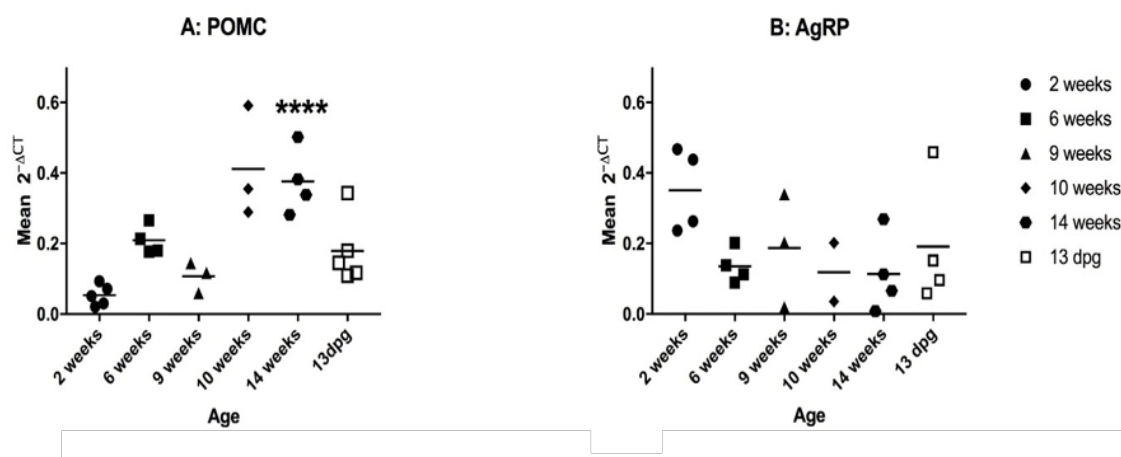 A: POMC
Mean 2⁻ΔCT
0.6
0.4
0.2
0.0
****
2 weeks
6 weeks
9 weeks
10 weeks
14 weeks
13dpg
Age
B: AgRP
Mean 2⁻ΔCT
0.6
0.4
0.2
0.0
2 weeks
6 weeks
9 weeks
10 weeks
14 weeks
13 dpg
Age
2 weeks
6 weeks
9 weeks
10 weeks
14 weeks
13 dpg